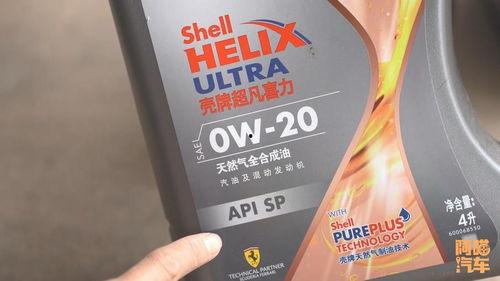 Shell
HELIX
ULTRA
壳牌超凡喜力
SAE
0W-20
天然气全合成油
汽油及混动发动机
API SP
TECHNICAL PARTNER
SCUDERIA FERRARI
WITH
Shell
PUREPLUS
TECHNOLOGY
壳牌天然气制油技术
净含量:
4升
600068550
阿喵
汽车